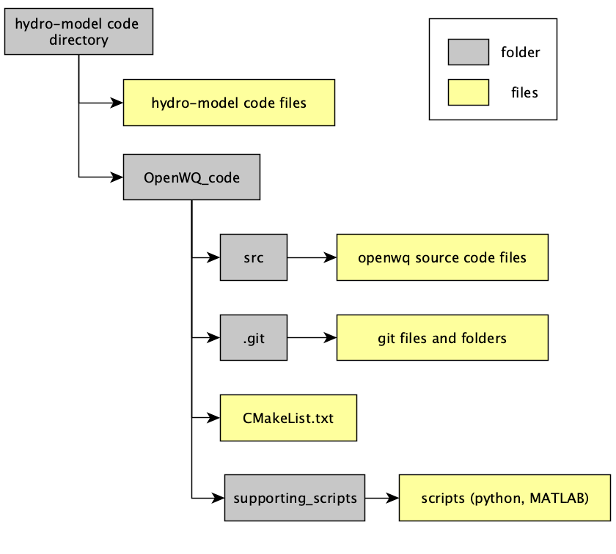 hydro-model code
directory
folder
files
hydro-model code files
OpenWQ_code
src
openwq source code files
.git
git files and folders
CMakeList.txt
supporting_scripts
scripts (python, MATLAB)